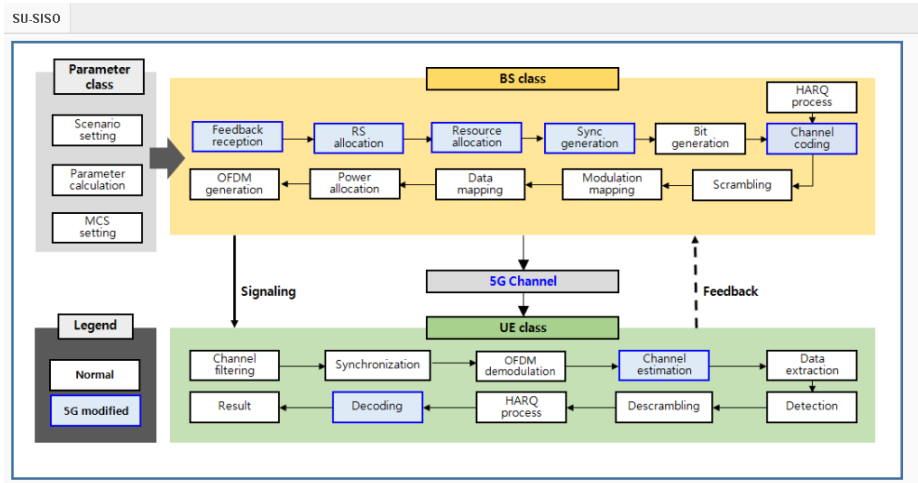 SU-SISO
Parameter
class
Scenario
setting
Parameter
calculation
MCS
setting
BS class
HARQ
process
Feedback
reception
RS
allocation
Resource
allocation
Sync
generation
Bit
generation
Channel
coding
OFDM
generation
Power
allocation
Data
mapping
Modulation
mapping
Scrambling
Signaling
5G Channel
Feedback
Legend
Normal
5G modified
UE class
Channel
filtering
Synchronization
OFDM
demodulation
Channel
estimation
Data
extraction
Result
Decoding
HARQ
process
Descrambling
Detection